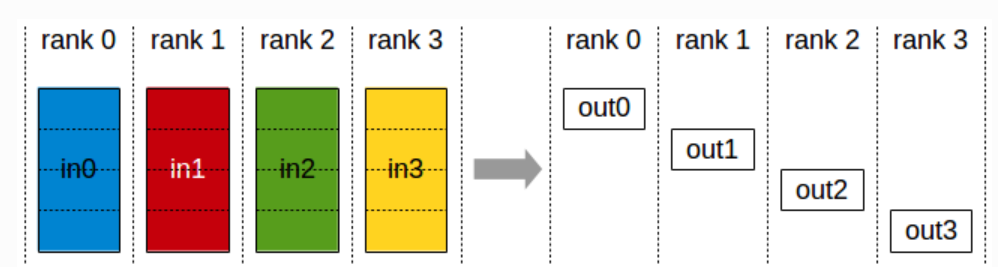 rank 0 rank 1 rank 2 rank 3 rank 0 rank 1 rank 2 rank 3
out0
out1
in0 in1 in2 in3
out2
out3